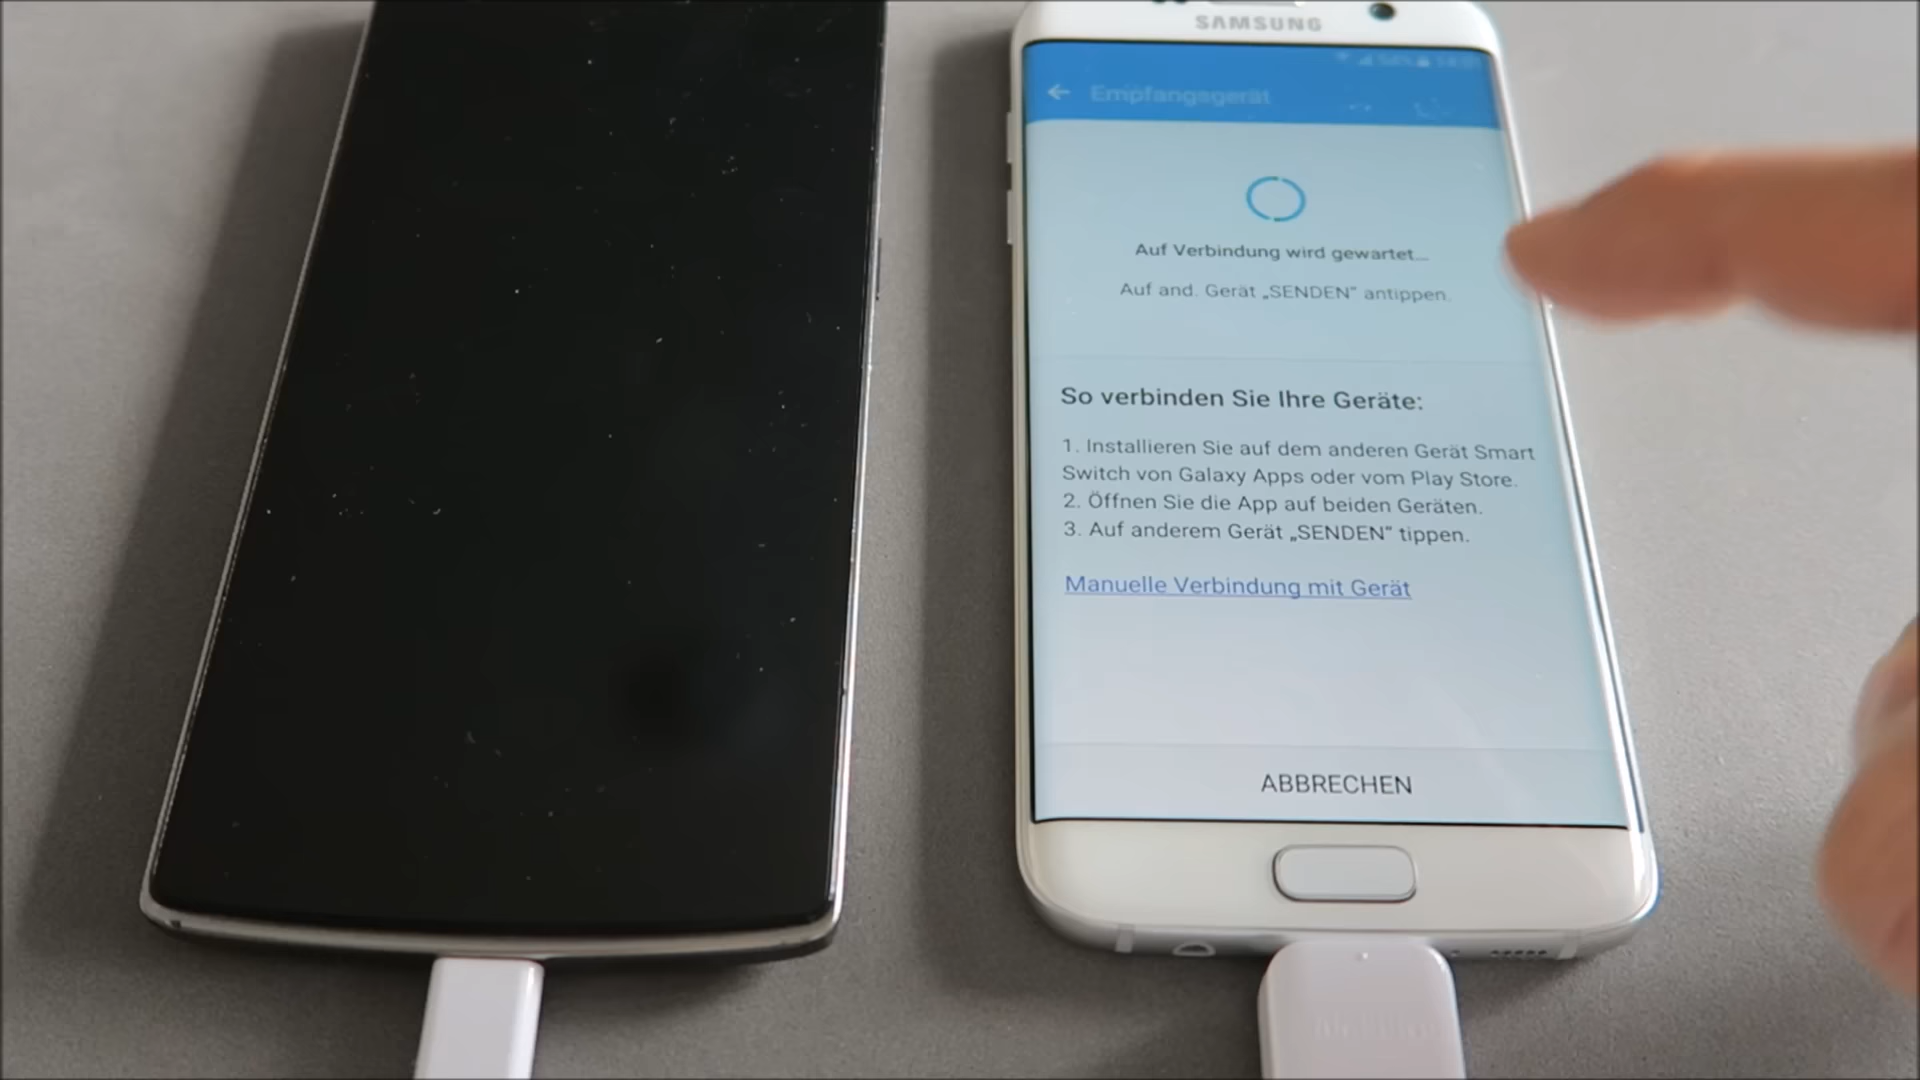 SAMSUNG
Empfangsgerät
Auf Verbindung wird gewartet...
Auf and. Gerät „SENDEN" antippen.
So verbinden Sie Ihre Geräte:
1. Installieren Sie auf dem anderen Gerät Smart
Switch von Galaxy Apps oder vom Play Store.
2. Öffnen Sie die App auf beiden Geräten.
3. Auf anderem Gerät „SENDEN" tippen.
Manuelle Verbindung mit Gerät
ABBRECHEN